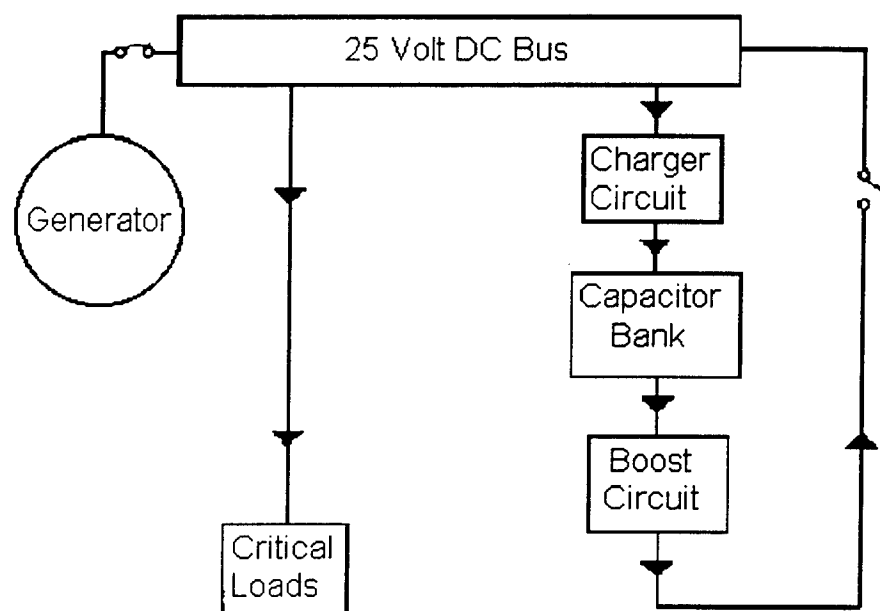 25 Volt DC Bus
Generator
Charger
Circuit
Capacitor
Bank
Boost
Circuit
Critical
Loads